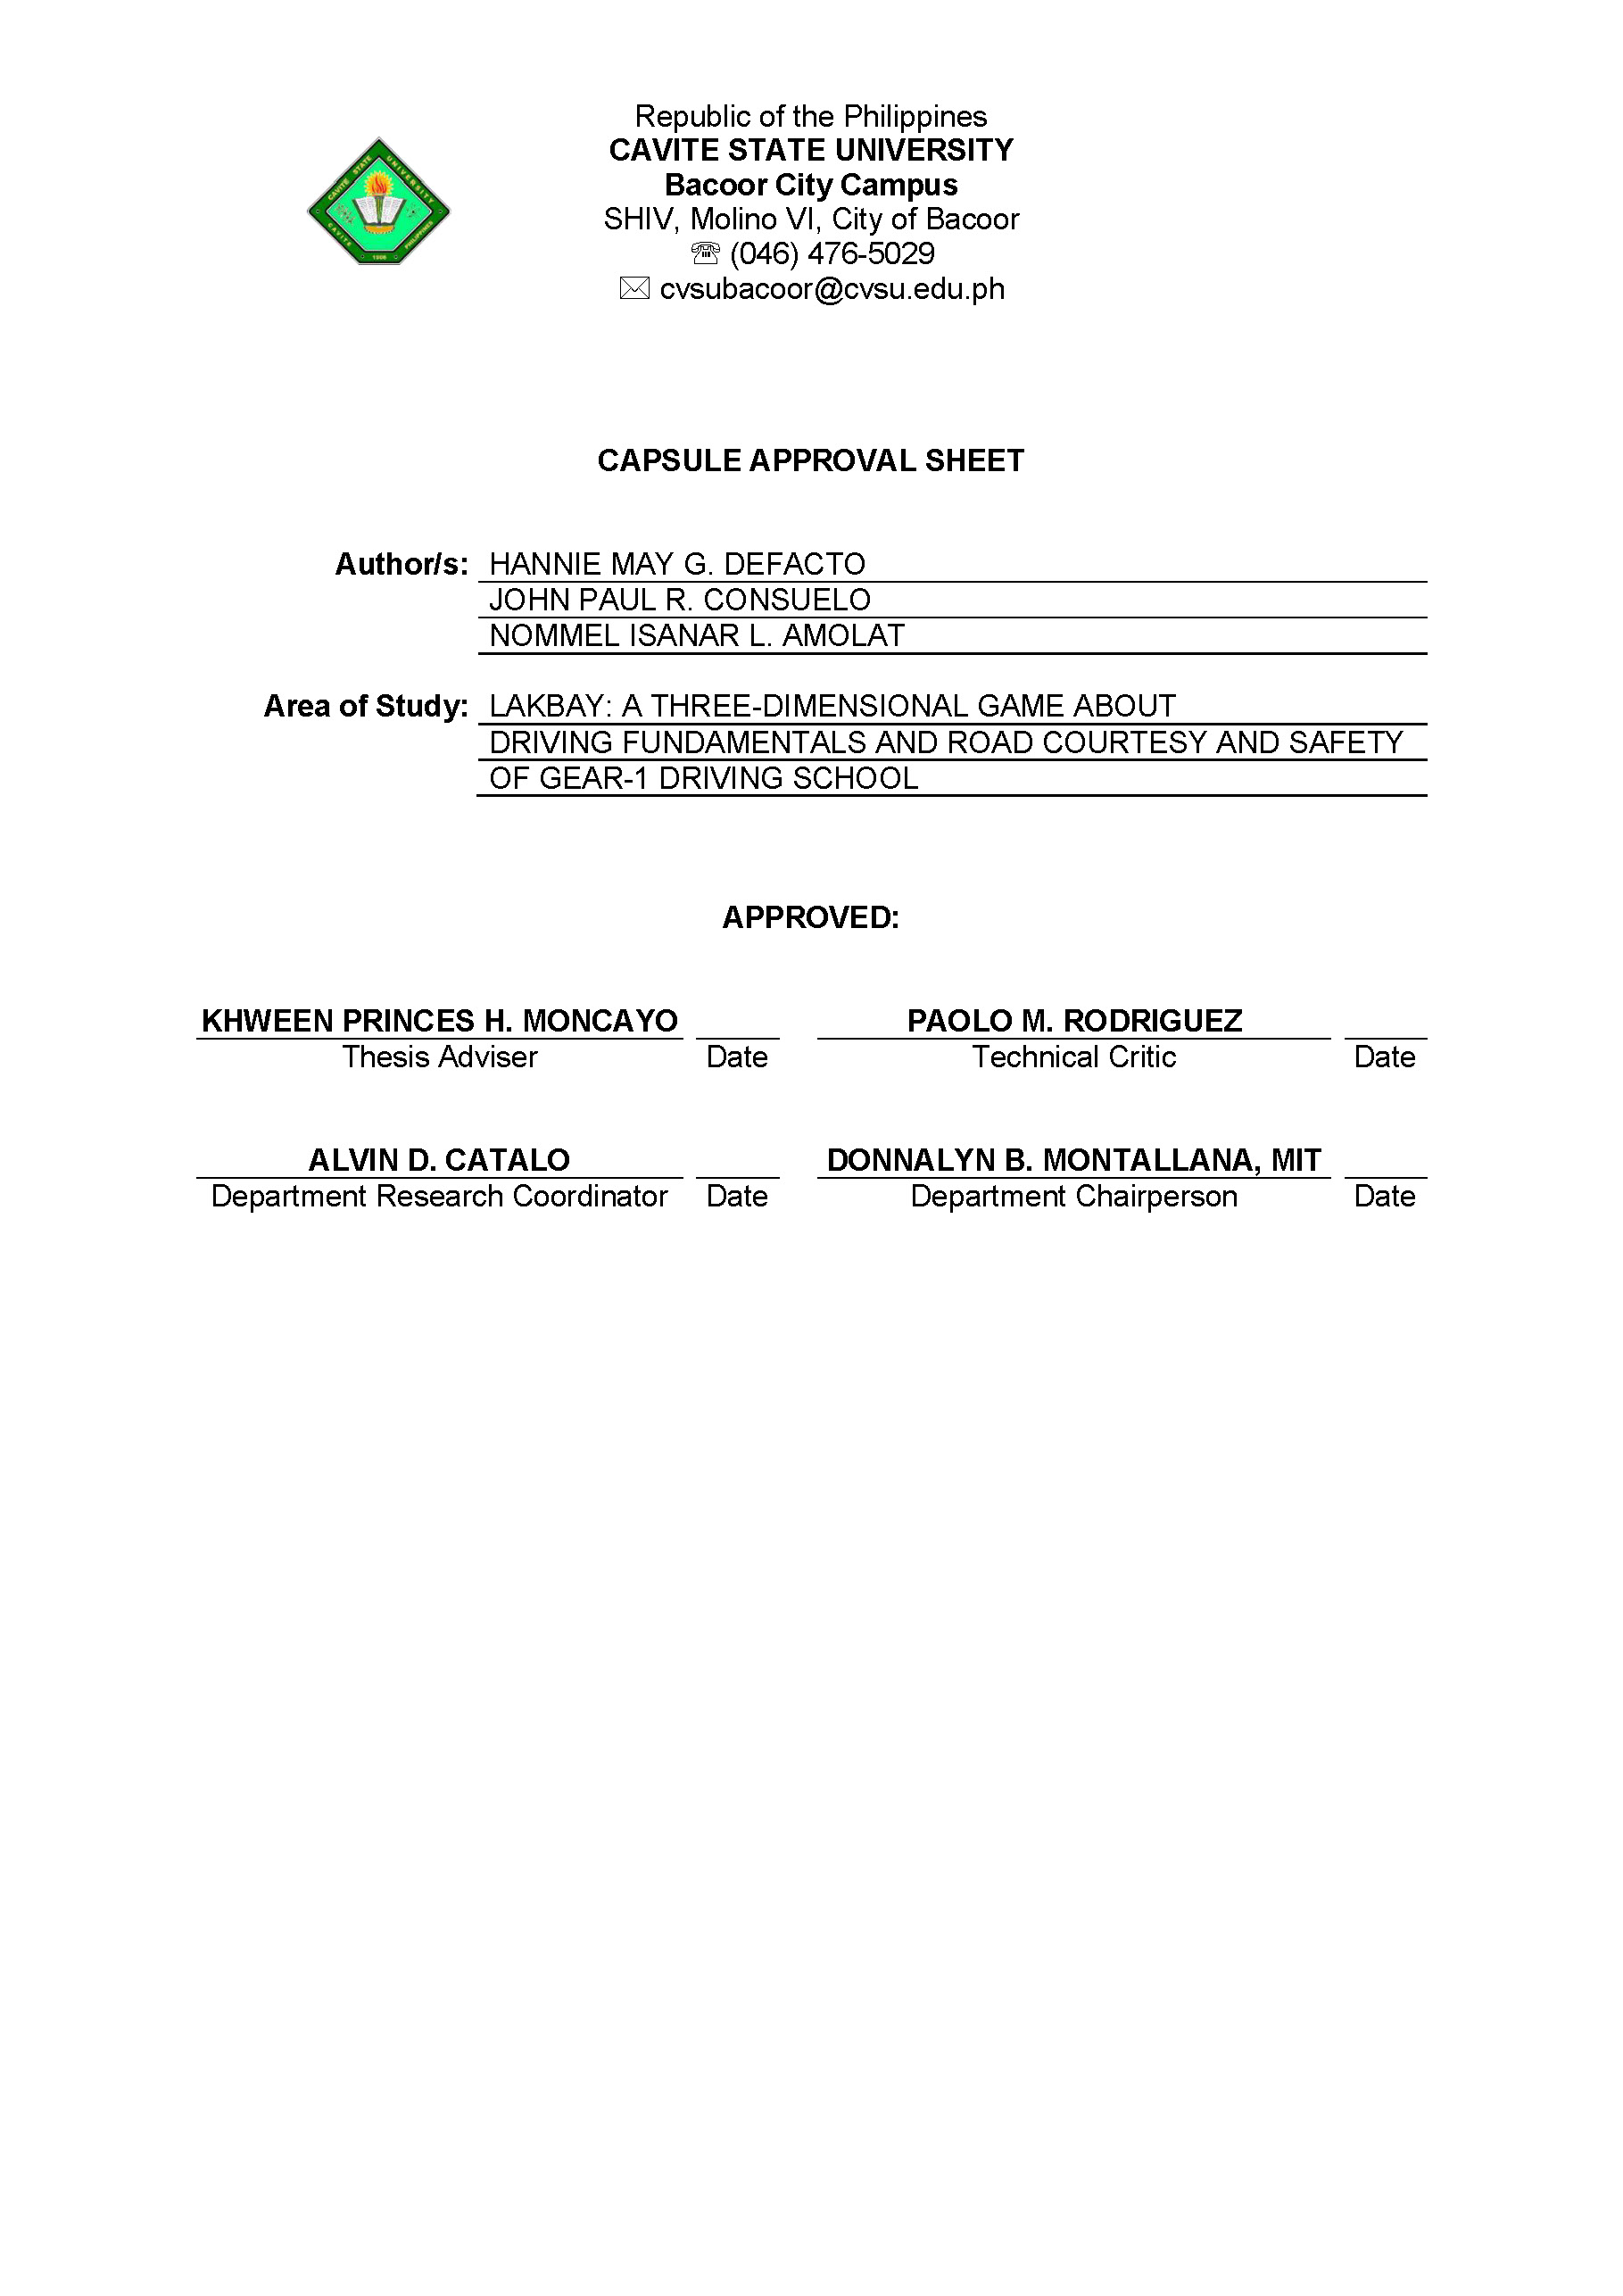 Republic of the Philippines
CAVITE STATE UNIVERSITY
Bacoor City Campus
SHIV, Molino VI, City of Bacoor
(046) 476-5029
cvsubacoor@cvsu.edu.ph
CAVITE STATE UNIVERSITY
CAVITE 1906 PHILIPPINES
CAPSULE APPROVAL SHEET
Author/s: HANNIE MAY G. DEFACTO
JOHN PAUL R. CONSUELO
NOMMEL ISANAR L. AMOLAT
Area of Study: LAKBAY: A THREE-DIMENSIONAL GAME ABOUT
DRIVING FUNDAMENTALS AND ROAD COURTESY AND SAFETY
OF GEAR-1 DRIVING SCHOOL
APPROVED:
KHWEEN PRINCES H. MONCAYO PAOLO M. RODRIGUEZ
Thesis Adviser Date Technical Critic Date
ALVIN D. CATALO DONNALYN B. MONTALLANA, MIT
Department Research Coordinator Date Department Chairperson Date